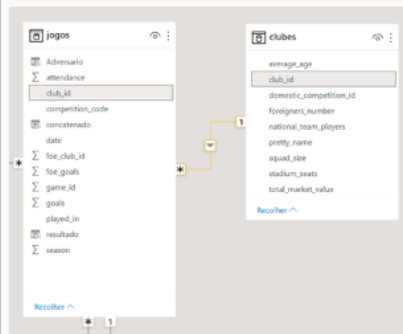 jogos
Adversario
attendance
club_id
competition_code
concatenado
date
foe_club_id
foe_goals
game_id
goals
played_in
resultado
season
Recolher
clubes
average_age
club_id
domestic_competition_id
foreigners_number
national_team_players
pretty_name
squad_size
stadium_seats
total_market_value
Recolher
1
*
*
*
1